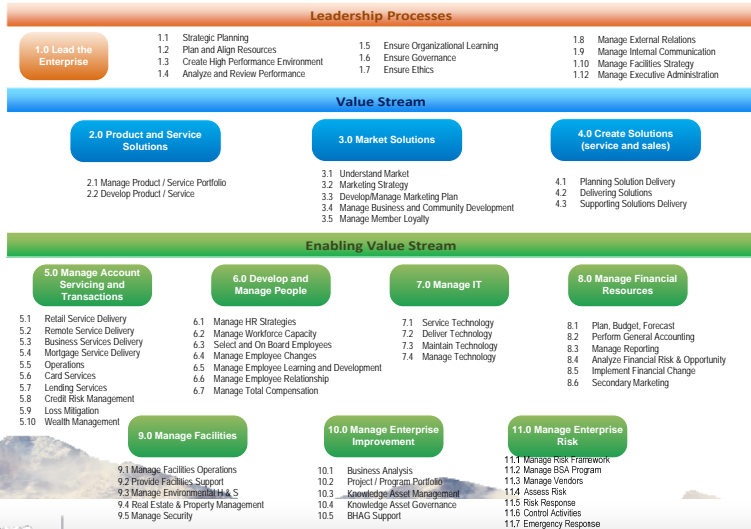 Leadership Processes
1.0 Lead the
Enterprise
1.1 Strategic Planning
1.2 Plan and Align Resources
1.3 Create High Performance Environment
1.4 Analyze and Review Performance
1.5 Ensure Organizational Learning
1.6 Ensure Governance
1.7 Ensure Ethics
1.8 Manage External Relations
1.9 Manage Internal Communication
1.10 Manage Facilities Strategy
1.12 Manage Executive Administration
Value Stream
2.0 Product and Service
Solutions
2.1 Manage Product / Service Portfolio
2.2 Develop Product / Service
3.0 Market Solutions
3.1 Understand Market
3.2 Marketing Strategy
3.3 Develop/Manage Marketing Plan
3.4 Manage Business and Community Development
3.5 Manage Member Loyalty
4.0 Create Solutions
(service and sales)
4.1 Planning Solution Delivery
4.2 Delivering Solutions
4.3 Supporting Solutions Delivery
Enabling Value Stream
5.0 Manage Account
Servicing and
Transactions
5.1 Retail Service Delivery
5.2 Remote Service Delivery
5.3 Business Services Delivery
5.4 Mortgage Service Delivery
5.5 Operations
5.6 Card Services
5.7 Lending Services
5.8 Credit Risk Management
5.9 Loss Mitigation
5.10 Wealth Management
6.0 Develop and
Manage People
6.1 Manage HR Strategies
6.2 Manage Workforce Capacity
6.3 Select and On Board Employees
6.4 Manage Employee Changes
6.5 Manage Employee Learning and Development
6.6 Manage Employee Relationship
6.7 Manage Total Compensation
7.0 Manage IT
7.1 Service Technology
7.2 Deliver Technology
7.3 Maintain Technology
7.4 Manage Technology
8.0 Manage Financial
Resources
8.1 Plan, Budget, Forecast
8.2 Perform General Accounting
8.3 Manage Reporting
8.4 Analyze Financial Risk & Opportunity
8.5 Implement Financial Change
8.6 Secondary Marketing
9.0 Manage Facilities
9.1 Manage Facilities Operations
9.2 Provide Facilities Support
9.3 Manage Environmental H & S
9.4 Real Estate & Property Management
9.5 Manage Security
10.0 Manage Enterprise
Improvement
10.1 Business Analysis
10.2 Project / Program Portfolio
10.3 Knowledge Asset Management
10.4 Knowledge Asset Governance
10.5 BHAG Support
11.0 Manage Enterprise
Risk
11.1 Manage Risk Framework
11.2 Manage BSA Program
11.3 Manage Vendors
11.4 Assess Risk
11.5 Risk Response
11.6 Control Activities
11.7 Emergency Response